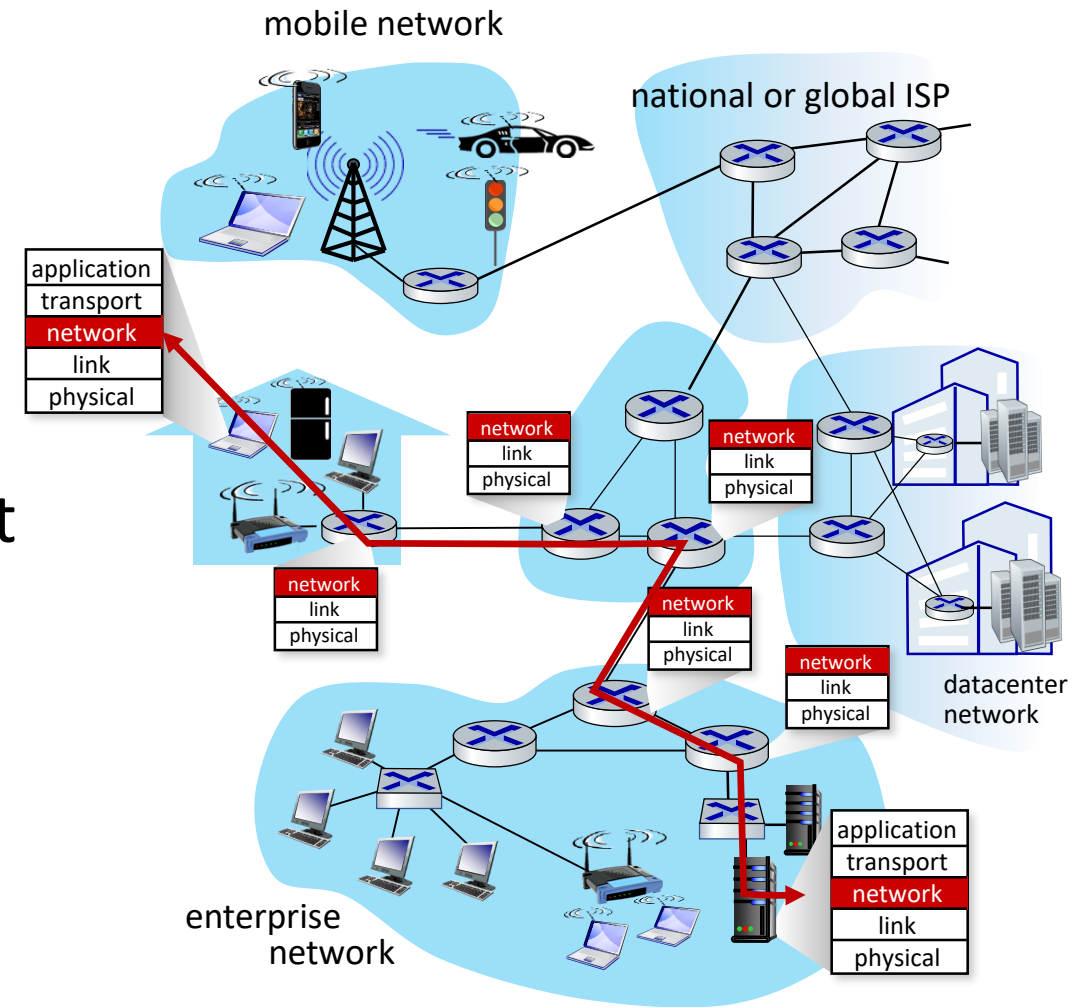 mobile network
national or global ISP
application
transport
network
link
physical
network
link
physical
network
link
physical
t
network
link
physical
network
link
physical
network
link
physical
datacenter
network
application
transport
network
link
physical
enterprise
network